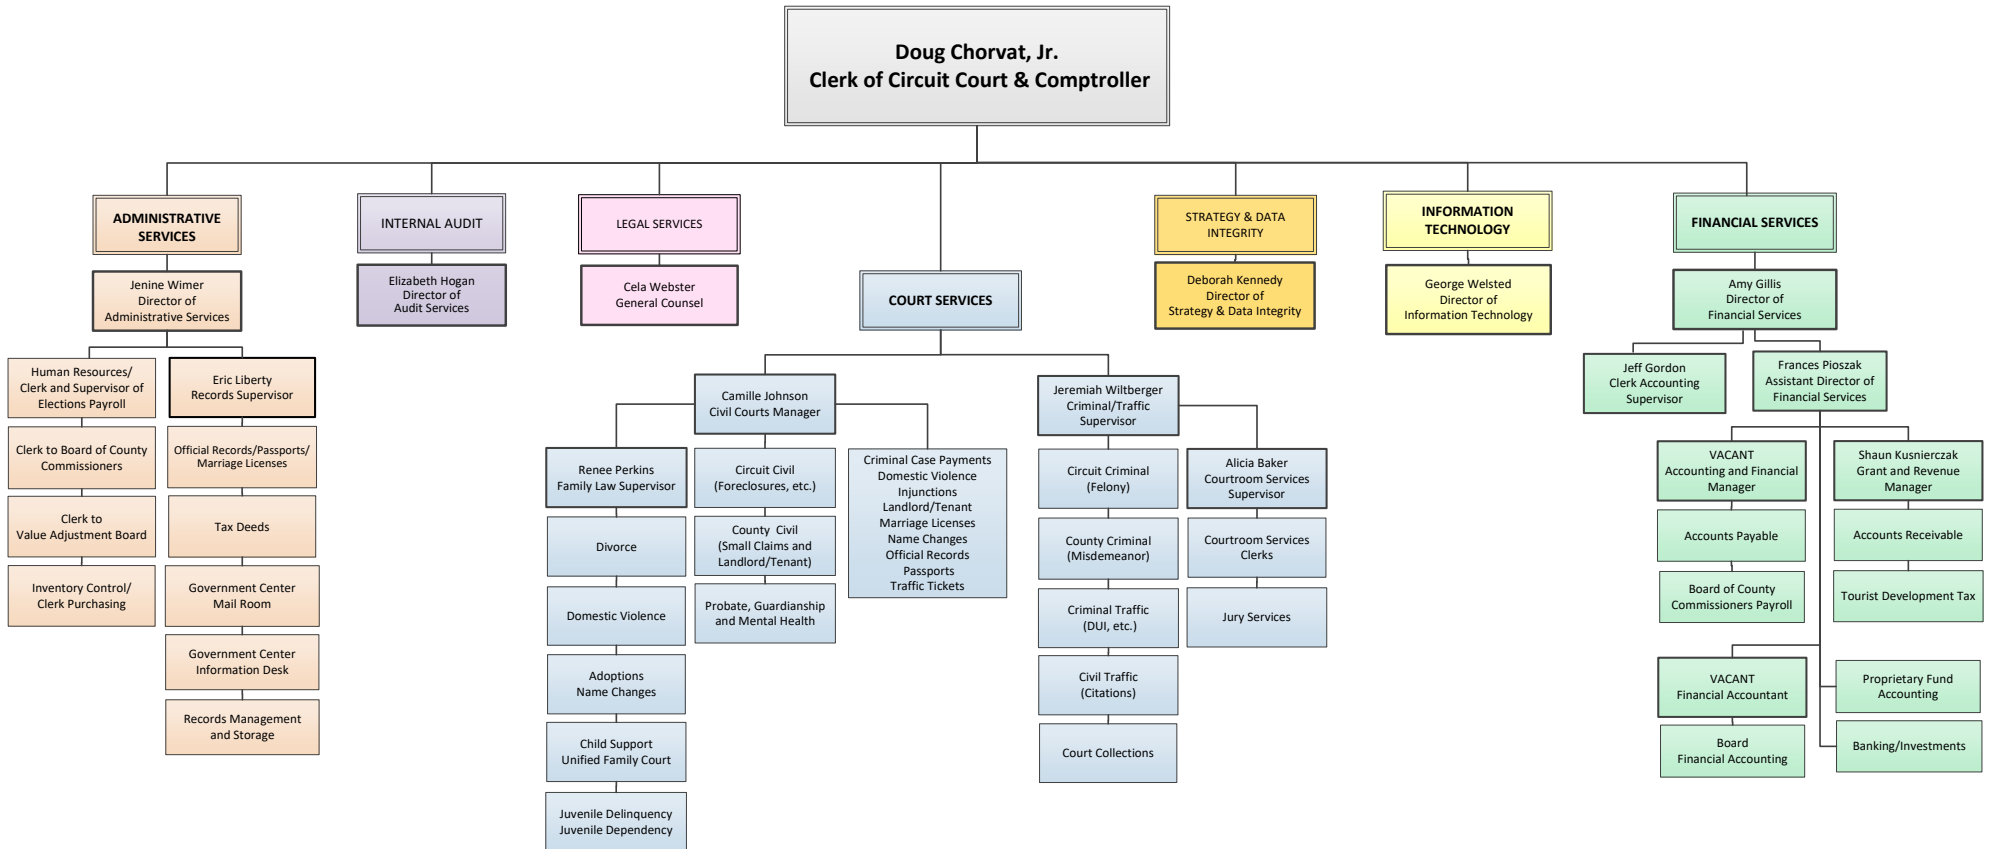 Doug Chorvat, Jr.
Clerk of Circuit Court & Comptroller
ADMINISTRATIVE
SERVICES
Jenine Wimer
Director of
Administrative Services
Human Resources/
Clerk and Supervisor of
Elections Payroll
Clerk to Board of County
Commissioners
Clerk to
Value Adjustment Board
Inventory Control/
Clerk Purchasing
Eric Liberty
Records Supervisor
Official Records/Passports/
Marriage Licenses
Tax Deeds
Government Center
Mail Room
Government Center
Information Desk
Records Management
and Storage
INTERNAL AUDIT
Elizabeth Hogan
Director of
Audit Services
LEGAL SERVICES
Cela Webster
General Counsel
COURT SERVICES
Camille Johnson
Civil Courts Manager
Renee Perkins
Family Law Supervisor
Divorce
Domestic Violence
Adoptions
Name Changes
Child Support
Unified Family Court
Juvenile Delinquency
Juvenile Dependency
Circuit Civil
(Foreclosures, etc.)
County Civil
(Small Claims and
Landlord/Tenant)
Probate, Guardianship
and Mental Health
Criminal Case Payments
Domestic Violence
Injunctions
Landlord/Tenant
Marriage Licenses
Name Changes
Official Records
Passports
Traffic Tickets
Jeremiah Wiltberger
Criminal/Traffic
Supervisor
Circuit Criminal
(Felony)
County Criminal
(Misdemeanor)
Criminal Traffic
(DUI, etc.)
Civil Traffic
(Citations)
Court Collections
Alicia Baker
Courtroom Services
Supervisor
Courtroom Services
Clerks
Jury Services
STRATEGY & DATA
INTEGRITY
Deborah Kennedy
Director of
Strategy & Data Integrity
INFORMATION
TECHNOLOGY
George Welsted
Director of
Information Technology
FINANCIAL SERVICES
Amy Gillis
Director of
Financial Services
Jeff Gordon
Clerk Accounting
Supervisor
Frances Pioszak
Assistant Director of
Financial Services
VACANT
Accounting and Financial
Manager
Accounts Payable
Board of County
Commissioners Payroll
Shaun Kusnierczak
Grant and Revenue
Manager
Accounts Receivable
Tourist Development Tax
VACANT
Financial Accountant
Board
Financial Accounting
Proprietary Fund
Accounting
Banking/Investments